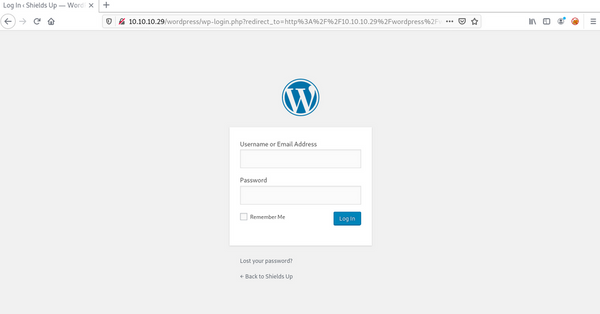 Log In ‹ Shields Up — Word
10.10.10.29/wordpress/wp-login.php?redirect_to=http%3A%2F%2F10.10.10.29%2Fwordpress%2F
Username or Email Address
Password
Remember Me
Log In
Lost your password?
← Back to Shields Up